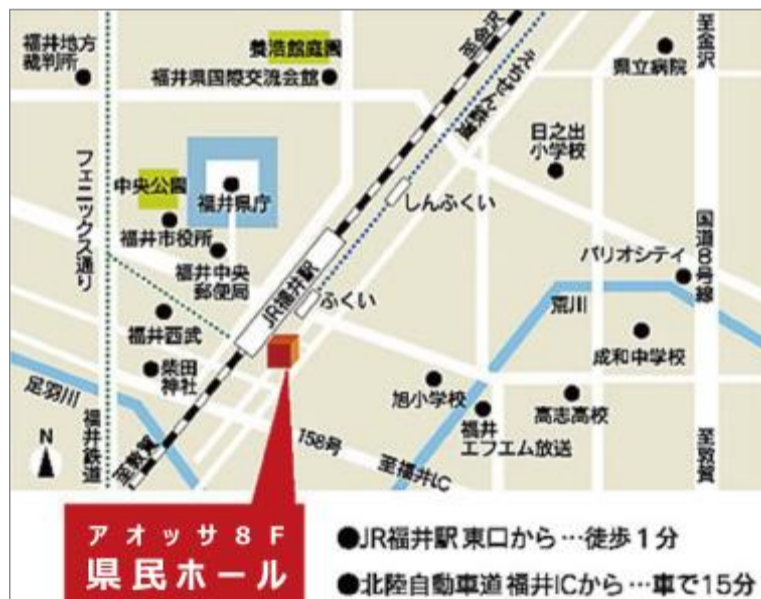 福井地方
裁判所
養浩館庭園
福井県国際交流会館
至金沢
えちぜん鉄道
県立病院
至金沢
日之出
小学校
しんふくい
フェニックス通り
中央公園
福井県庁
福井市役所
福井中央
郵便局
JR福井駅
ふくい
国道8号線
バリオシティ
荒川
福井西武
柴田
神社
成和中学校
足羽川
旭小学校
福井
エフエム放送
高志高校
N
福井鉄道
至敦賀
158号
至福井IC
至敦賀
アオッサ8F
県民ホール
●JR福井駅 東口から…徒歩1分
●北陸自動車道 福井ICから…車で15分